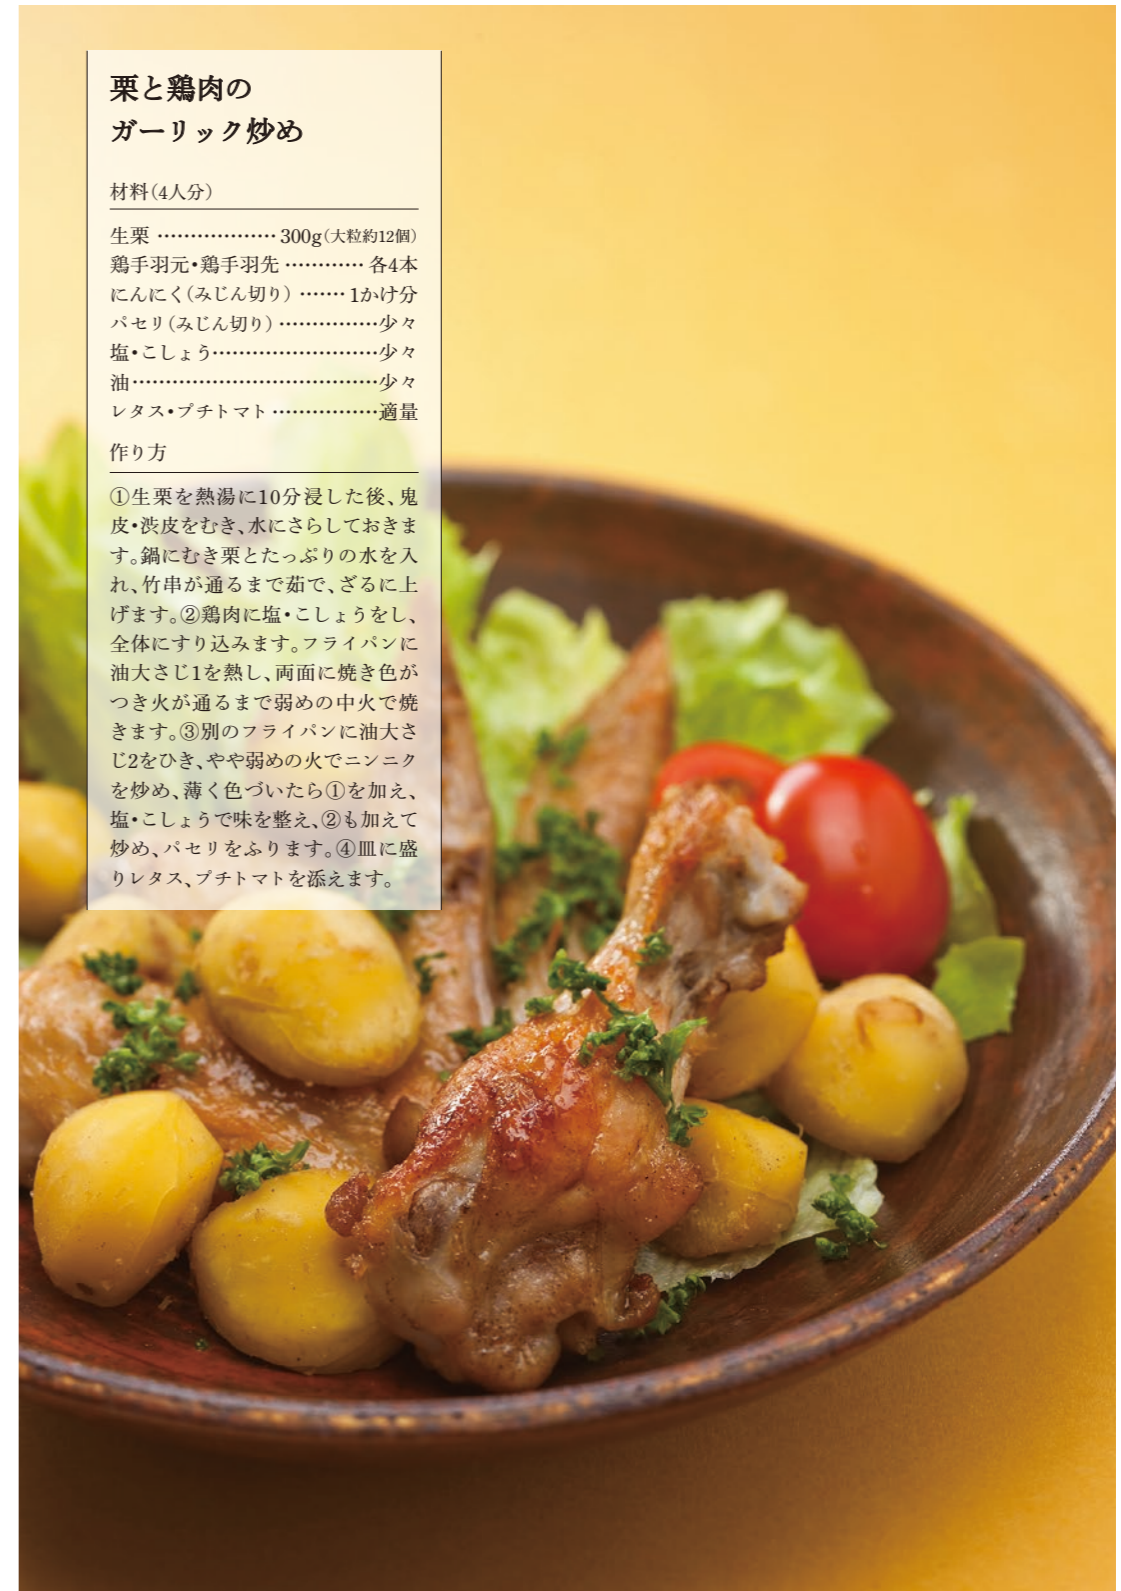 栗と鶏肉の
ガーリック炒め
材料(4人分)
生栗 ……………… 300g(大粒約12個)
鶏手羽元・鶏手羽先 ………… 各4本
にんにく(みじん切り) ……. 1かけ分
パセリ(みじん切り) ……………少々
塩・こしょう……………………少々
油………………………………少々
レタス・プチトマト ……………適量
作り方
①生栗を熱湯に10分浸した後、鬼
皮・渋皮をむき、水にさらしておきま
す。鍋にむき栗とたっぷりの水を入
れ、竹串が通るまで茹で、ざるに上
げます。②鶏肉に塩・こしょうをし、
全体にすり込みます。フライパンに
油大さじ1を熱し、両面に焼き色が
つき火が通るまで弱めの中火で焼
きます。③別のフライパンに油大さ
じ2をひき、やや弱めの火でニンニク
を炒め、薄く色づいたら①を加え、
塩・こしょうで味を整え、②も加えて
炒め、パセリをふります。④皿に盛
りレタス、プチトマトを添えます。